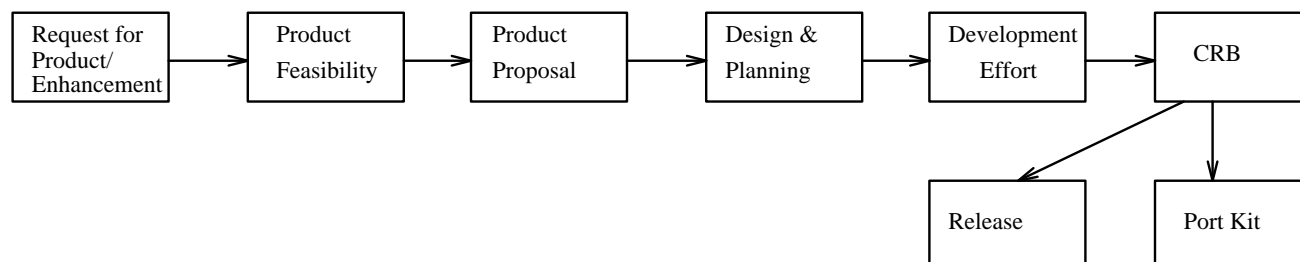 Request for
Product/
Enhancement
Product
Feasibility
Product
Proposal
Design &
Planning
Development
Effort
CRB
Release
Port Kit